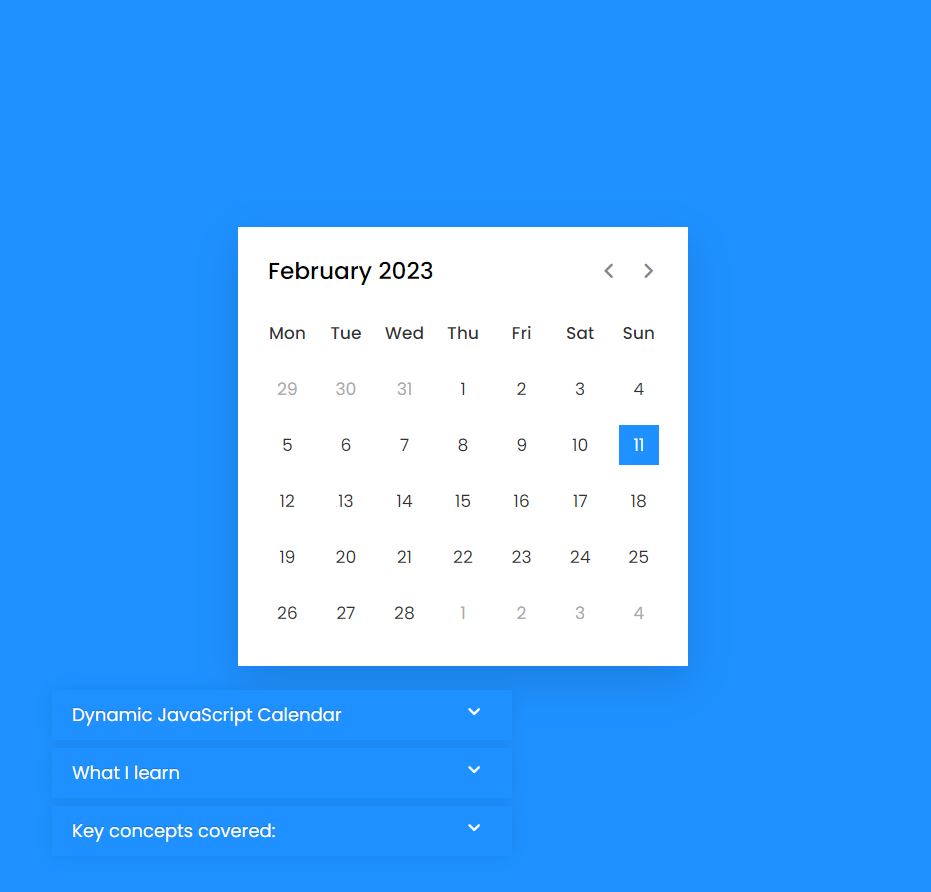 February 2023
Mon Tue Wed Thu Fri Sat Sun
29 30 31 1 2 3 4
5 6 7 8 9 10 11
12 13 14 15 16 17 18
19 20 21 22 23 24 25
26 27 28 1 2 3 4
Dynamic JavaScript Calendar
What I learn
Key concepts covered: